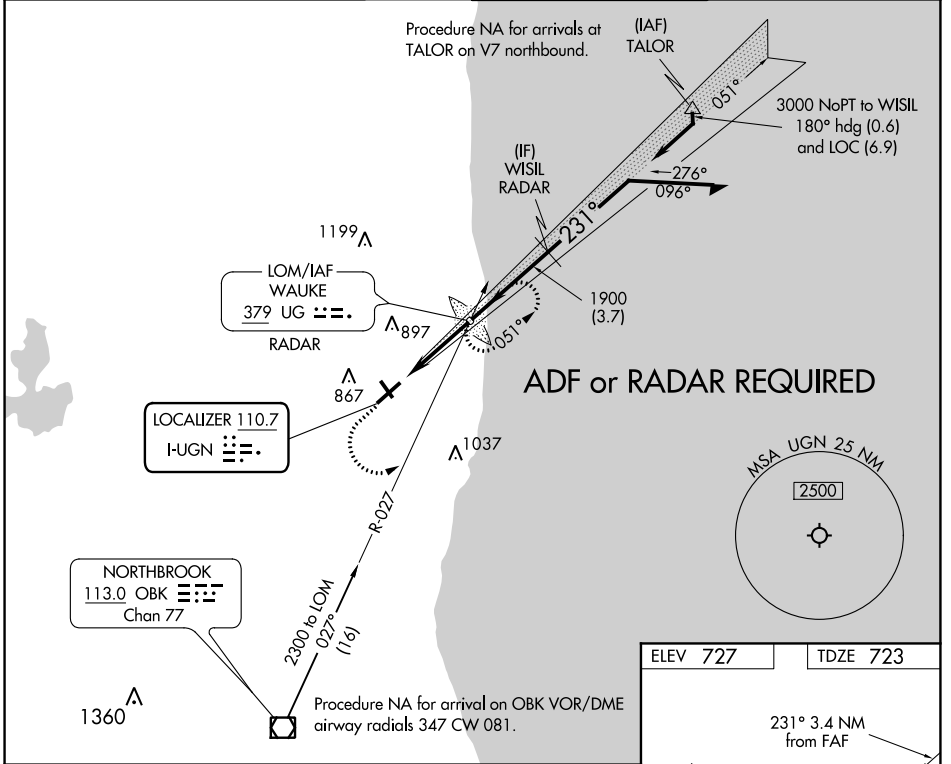 Procedure NA for arrivals at
TALOR on V7 northbound.
(IAF)
TALOR
051°
3000 NoPT to WISIL
180° hdg (0.6)
and LOC (6.9)
(IF)
WISIL
RADAR
276°
096°
231°
1199
LOM/IAF
WAUKE
379 UG
RADAR
897
051°
1900
(3.7)
867
ADF or RADAR REQUIRED
LOCALIZER 110.7
I-UGN
1037
MSA UGN 25 NM
2500
R-027
NORTHBROOK
113.0 OBK
Chan 77
2300 to LOM
027°
(16)
1360
Procedure NA for arrival on OBK VOR/DME
airway radials 347 CW 081.
ELEV 727
TDZE 723
231° 3.4 NM
from FAF